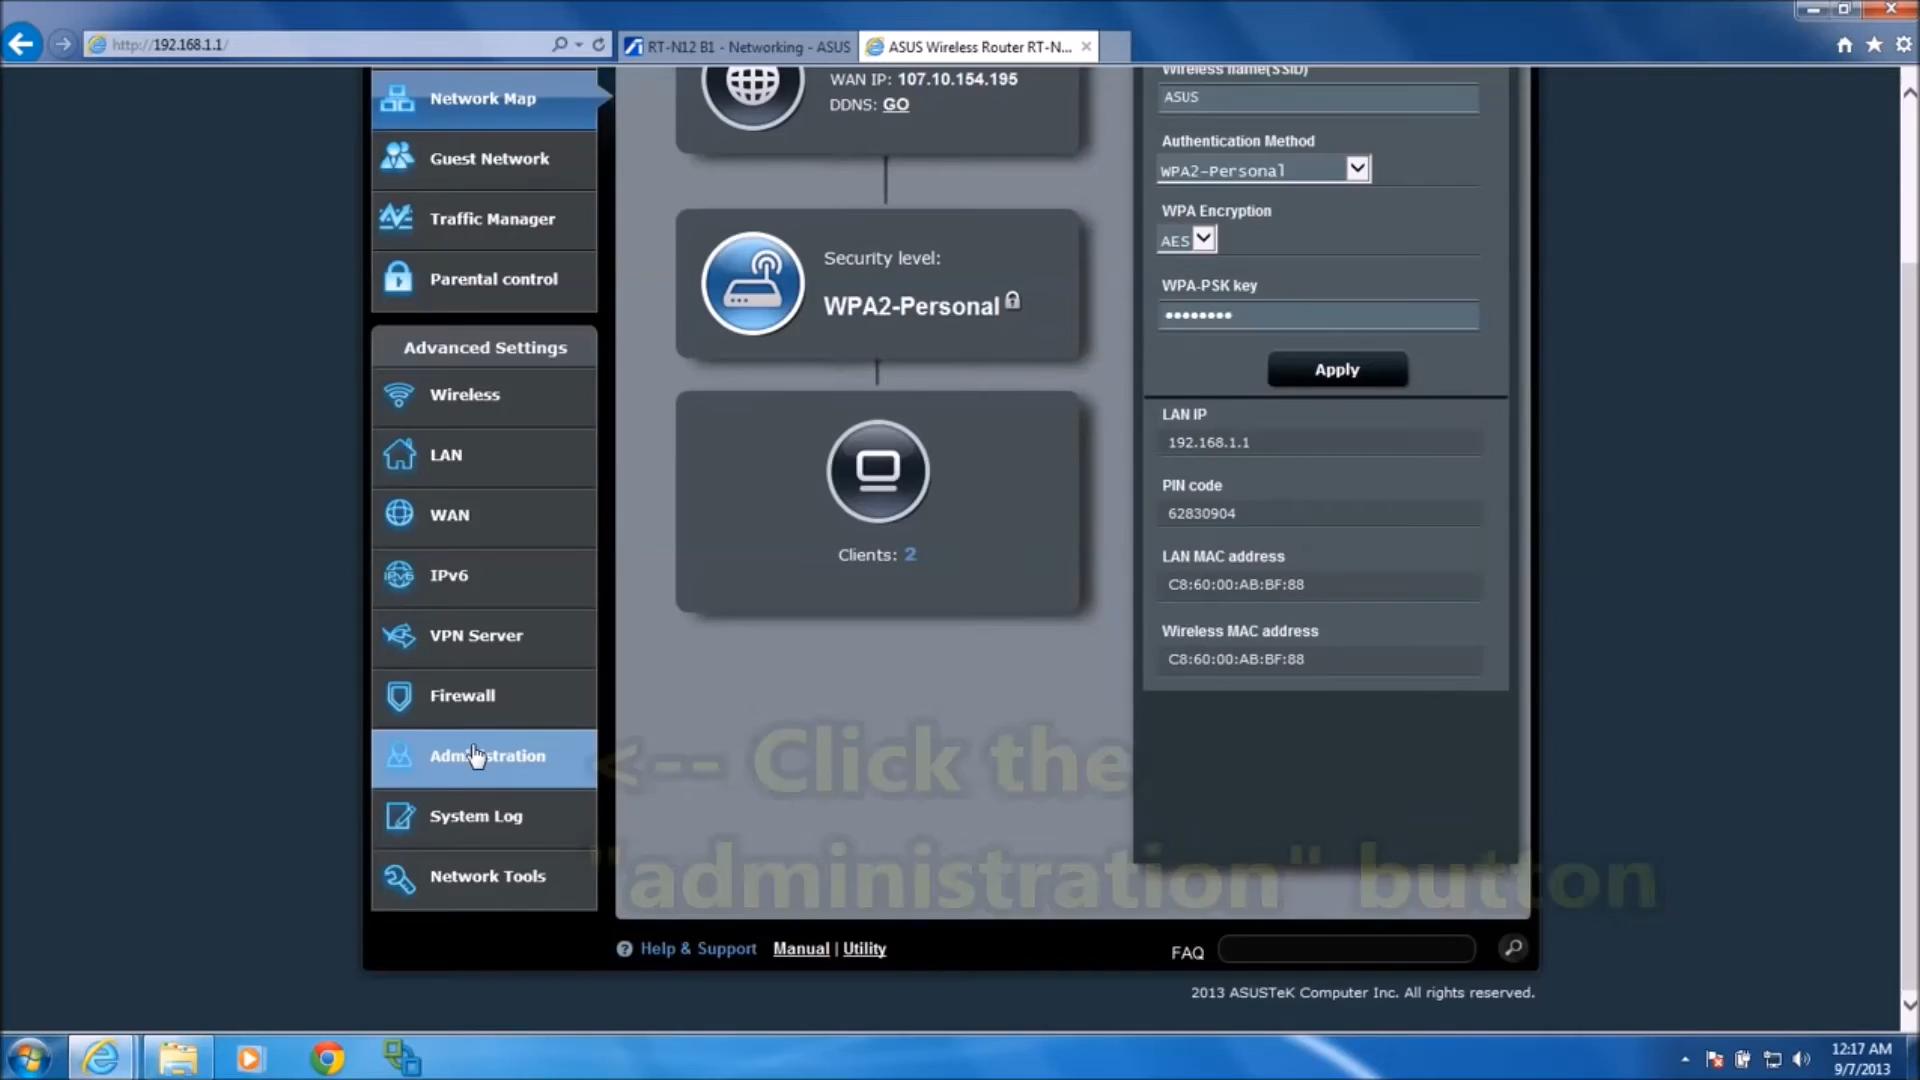 http://192.168.1.1/
RT-N12 B1 - Networking - ASUS
ASUS Wireless Router RT-N...
Network Map
Guest Network
Traffic Manager
Parental control
Advanced Settings
Wireless
LAN
WAN
IPv6
VPN Server
Firewall
Administration
System Log
Network Tools
WAN IP: 107.10.154.195
DDNS: GO
Security level:
WPA2-Personal
Clients: 2
Wireless name(SSID)
ASUS
Authentication Method
WPA2-Personal
WPA Encryption
AES
WPA-PSK key
••••••••
Apply
LAN IP
192.168.1.1
PIN code
62830904
LAN MAC address
C8:60:00:AB:BF:88
Wireless MAC address
C8:60:00:AB:BF:88
<-- Click the
"administration" button
Help & Support Manual | Utility
FAQ
2013 ASUSTeK Computer Inc. All rights reserved.
12:17 AM
9/7/2013